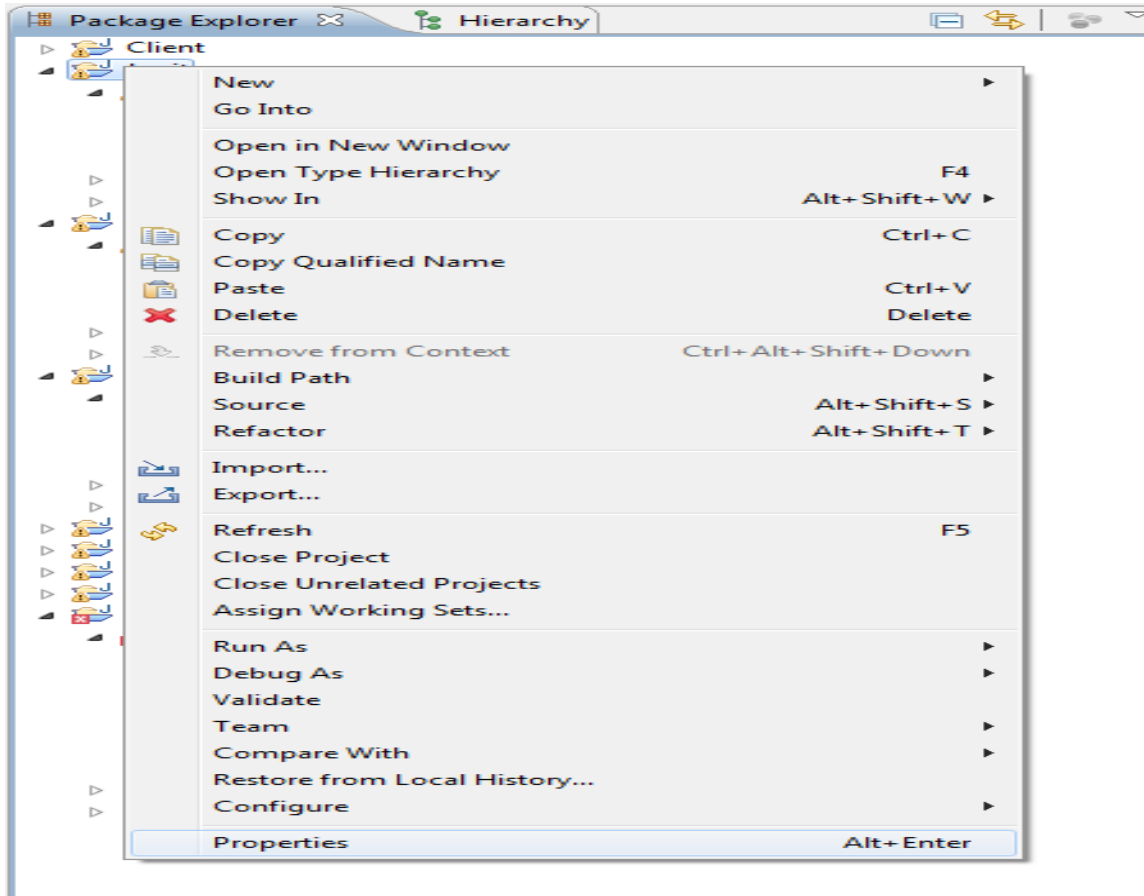 Package Explorer Hierarchy
Client
New
Go Into
Open in New Window
Open Type Hierarchy F4
Show In Alt+Shift+W
Copy Ctrl+C
Copy Qualified Name
Paste Ctrl+V
Delete Delete
Remove from Context Ctrl+Alt+Shift+Down
Build Path
Source Alt+Shift+S
Refactor Alt+Shift+T
Import...
Export...
Refresh F5
Close Project
Close Unrelated Projects
Assign Working Sets...
Run As
Debug As
Validate
Team
Compare With
Restore from Local History...
Configure
Properties Alt+Enter